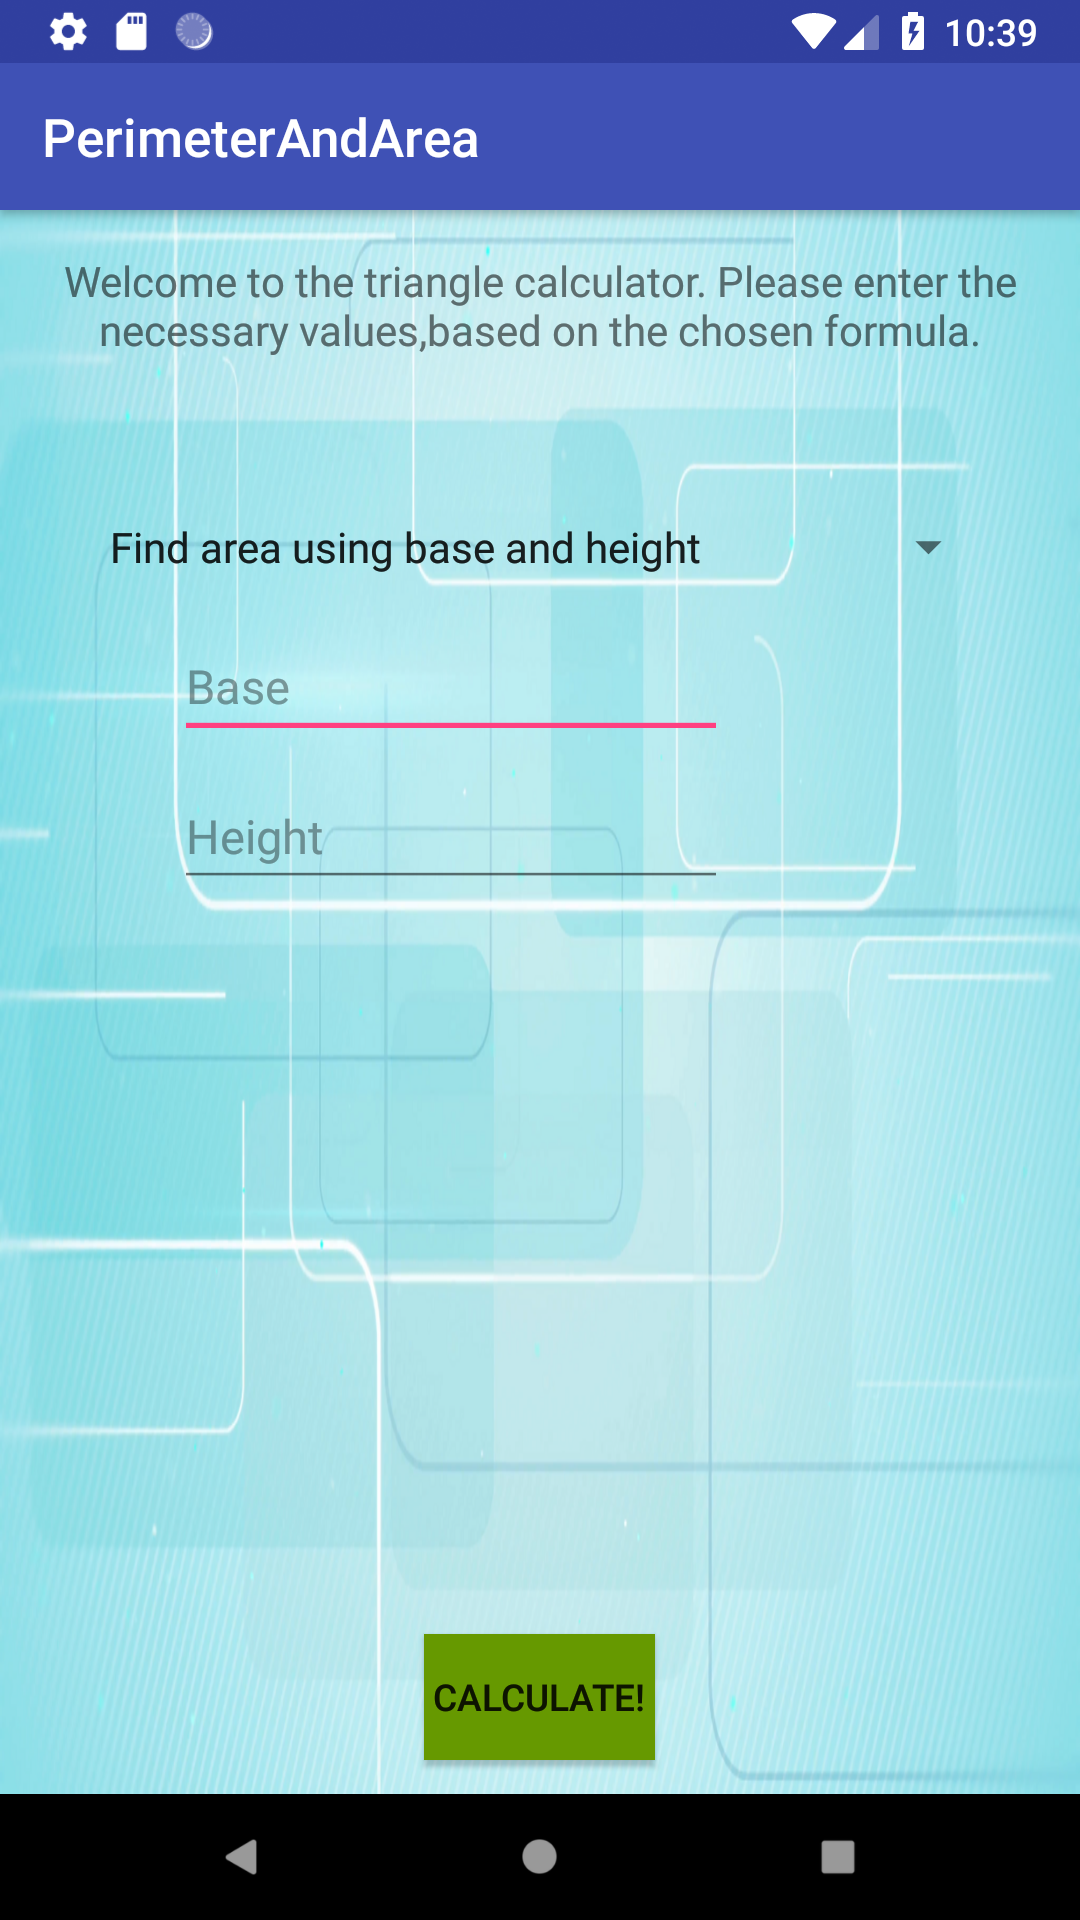 10:39
PerimeterAndArea
Welcome to the triangle calculator. Please enter the
necessary values,based on the chosen formula.
Find area using base and height
Base
Height
CALCULATE!